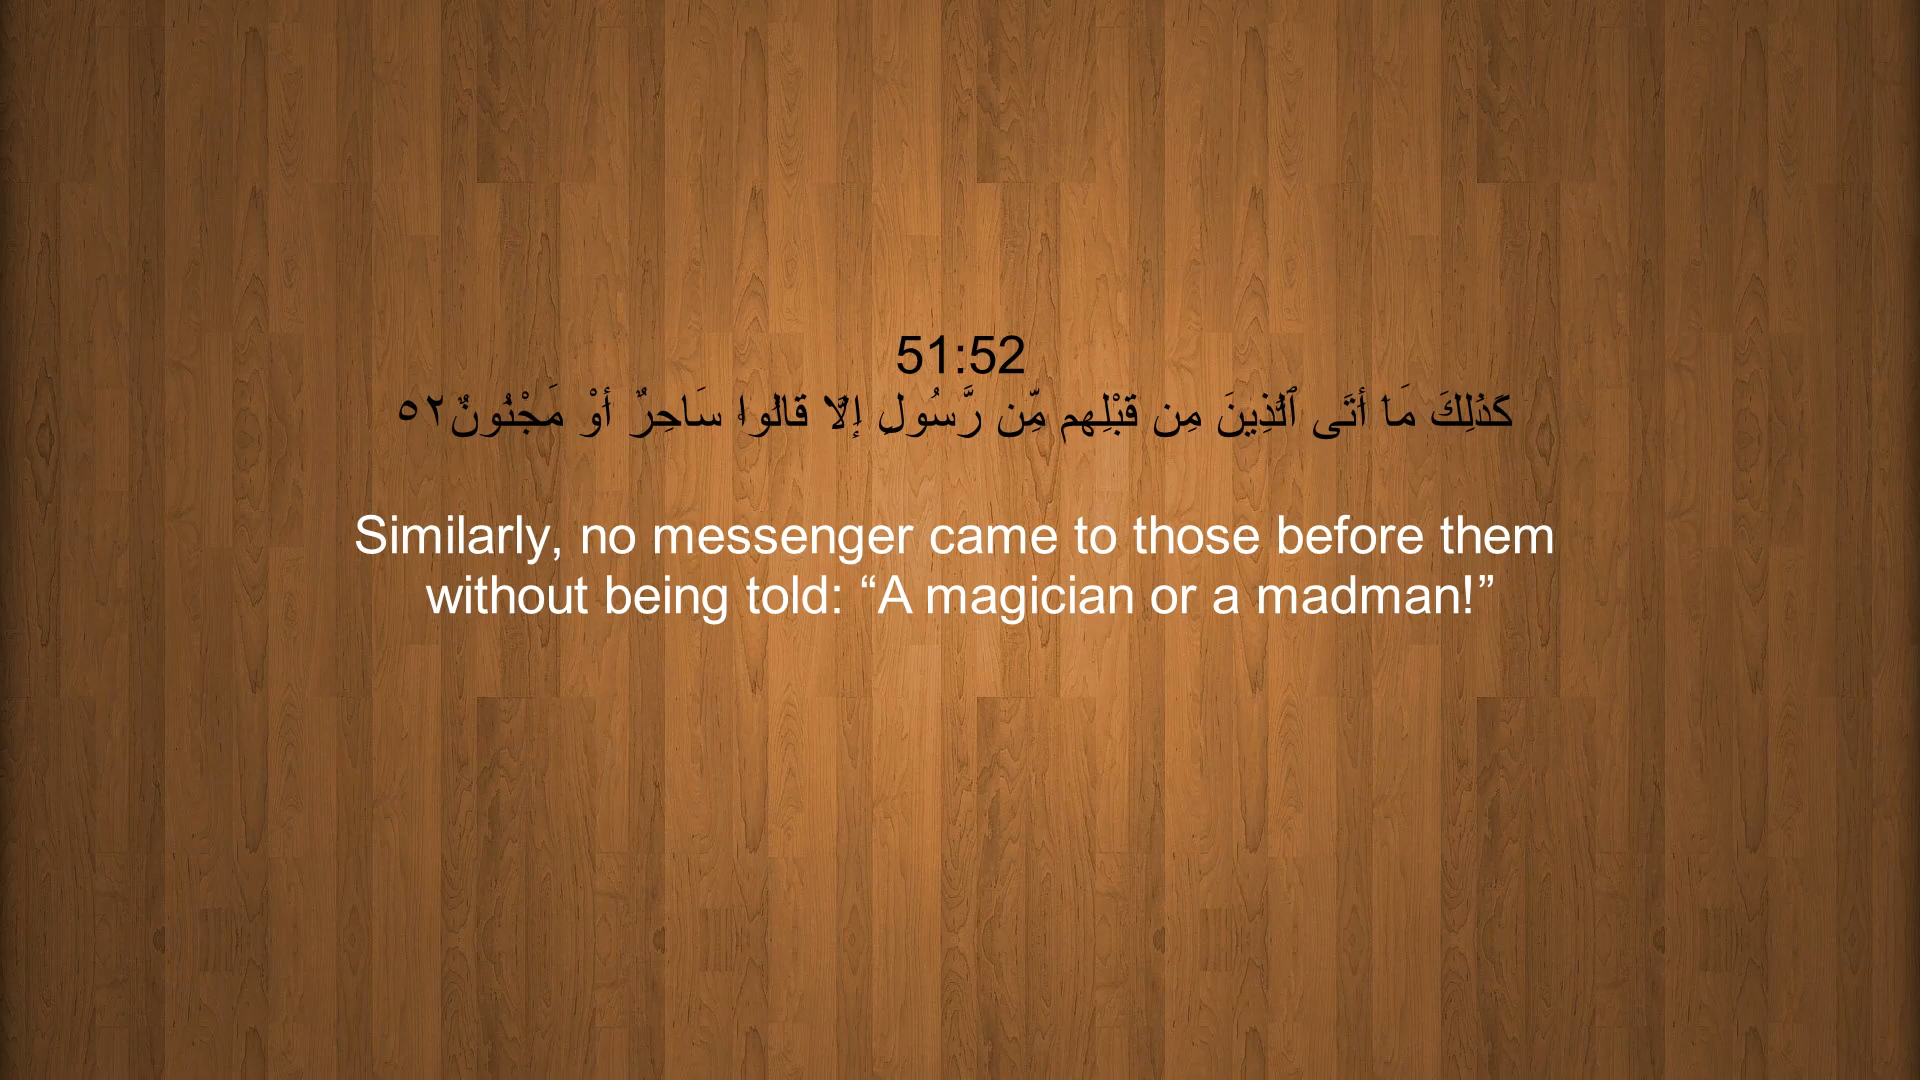 51:52
كَذَٰلِكَ مَا أَتَى ٱلَّذِينَ مِن قَبْلِهِم مِّن رَّسُولٍ إِلَّا قَالُوا۟ سَاحِرٌ أَوْ مَجْنُونٌ ٥٢
Similarly, no messenger came to those before them
without being told: “A magician or a madman!”